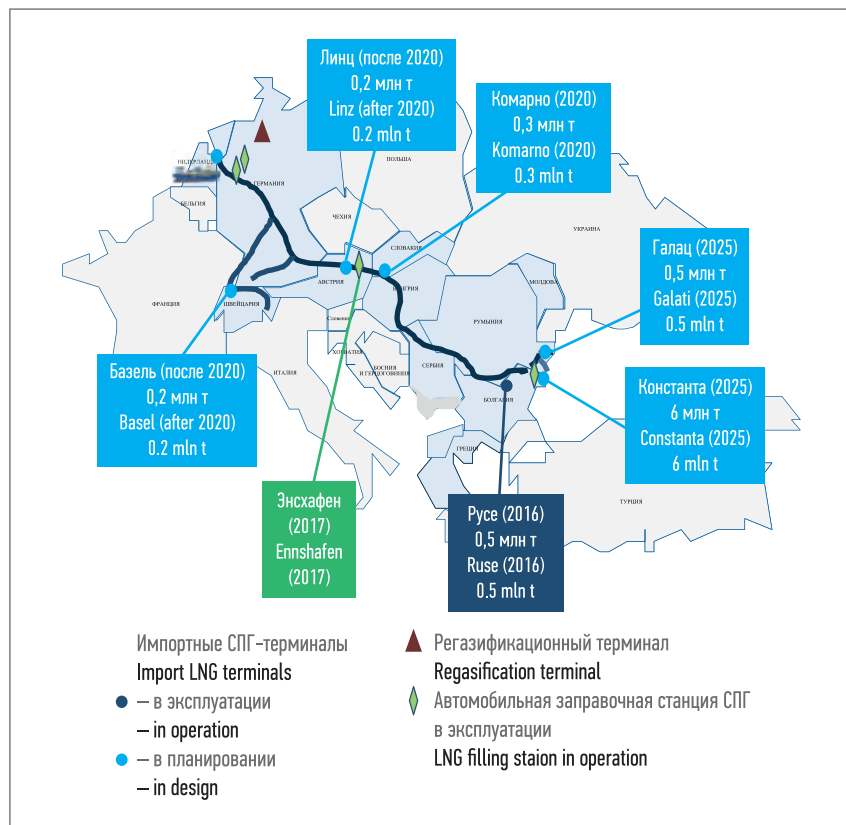 Линц (после 2020)
0,2 млн т
Linz (after 2020)
0.2 mln t
Комарно (2020)
0,3 млн т
Komarno (2020)
0.3 mln t
Галац (2025)
0,5 млн т
Galati (2025)
0.5 mln t
Константа (2025)
6 млн т
Constanta (2025)
6 mln t
Базель (после 2020)
0,2 млн т
Basel (after 2020)
0.2 mln t
Энсхафен
(2017)
Ennshafen
(2017)
Русе (2016)
0,5 млн т
Ruse (2016)
0.5 mln t
ПОЛЬША
ГЕРМАНИЯ
БЕЛЬГИЯ
ЧЕХИЯ
УКРАИНА
СЛОВАКИЯ
АВСТРИЯ
МОЛДОВА
ФРАНЦИЯ
ШВЕЙЦАРИЯ
РУМЫНИЯ
ХОРВАТИЯ
ИТАЛИЯ
БОСНИЯ
И ГЕРЦОГОВИНИЯ
СЕРБИЯ
БОЛГАРИЯ
ГРЕЦИЯ
ТУРЦИЯ
Импортные СПГ-терминалы
Import LNG terminals
– в эксплуатации
– in operation
– в планировании
– in design
Регазификационный терминал
Regasification terminal
Автомобильная заправочная станция СПГ
в эксплуатации
LNG filling staion in operation